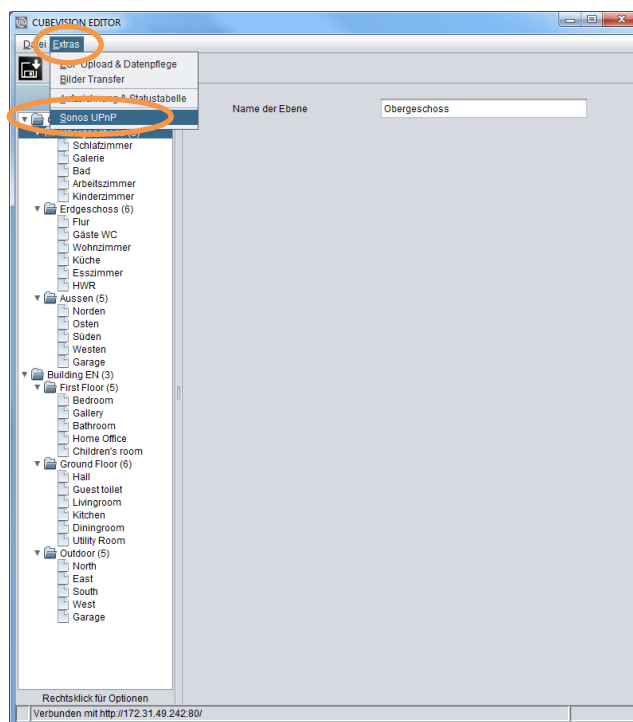 CUBEVISION EDITOR
Datei Extras
Upload & Datenpflege
Bilder Transfer
Aufzeichnung & Statustabelle
Sonos UPnP
Name der Ebene
Obergeschoss
Schlafzimmer
Galerie
Bad
Arbeitszimmer
Kinderzimmer
Erdgeschoss (6)
Flur
Gäste WC
Wohnzimmer
Küche
Esszimmer
HWR
Aussen (5)
Norden
Osten
Süden
Westen
Garage
Building EN (3)
First Floor (5)
Bedroom
Gallery
Bathroom
Home Office
Children's room
Ground Floor (6)
Hall
Guest toilet
Livingroom
Kitchen
Diningroom
Utility Room
Outdoor (5)
North
East
South
West
Garage
Rechtsklick für Optionen
Verbunden mit http://172.31.49.242:80/